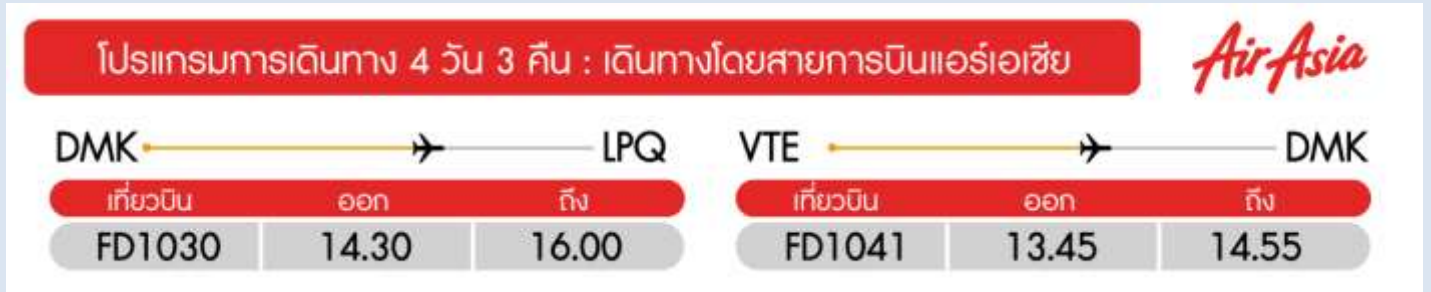 โปรแกรมการเดินทาง 4 วัน 3 คืน : เดินทางโดยสายการบินแอร์เอเชีย
AirAsia
DMK LPQ
เที่ยวบิน ออก ถึง
FD1030 14.30 16.00
VTE DMK
เที่ยวบิน ออก ถึง
FD1041 13.45 14.55